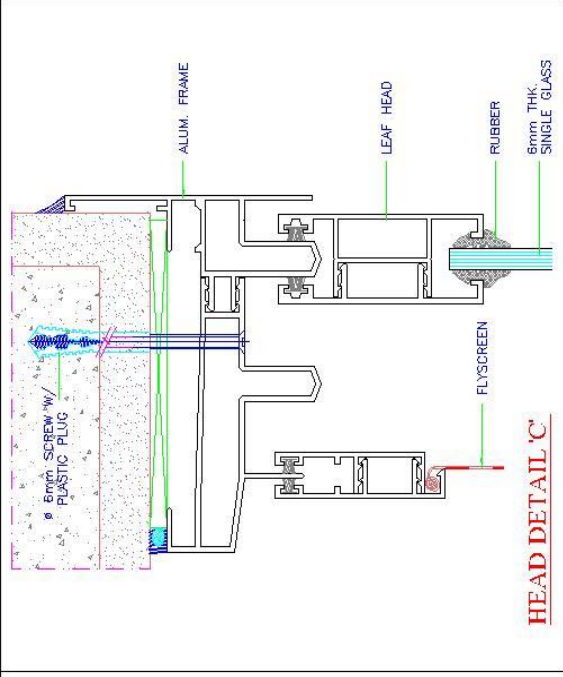 ALUM. FRAME
LEAF HEAD
RUBBER
6mm THK.
SINGLE GLASS
ø 6mm SCREW W/
PLASTIC PLUG
FLYSCREEN
HEAD DETAIL 'C'